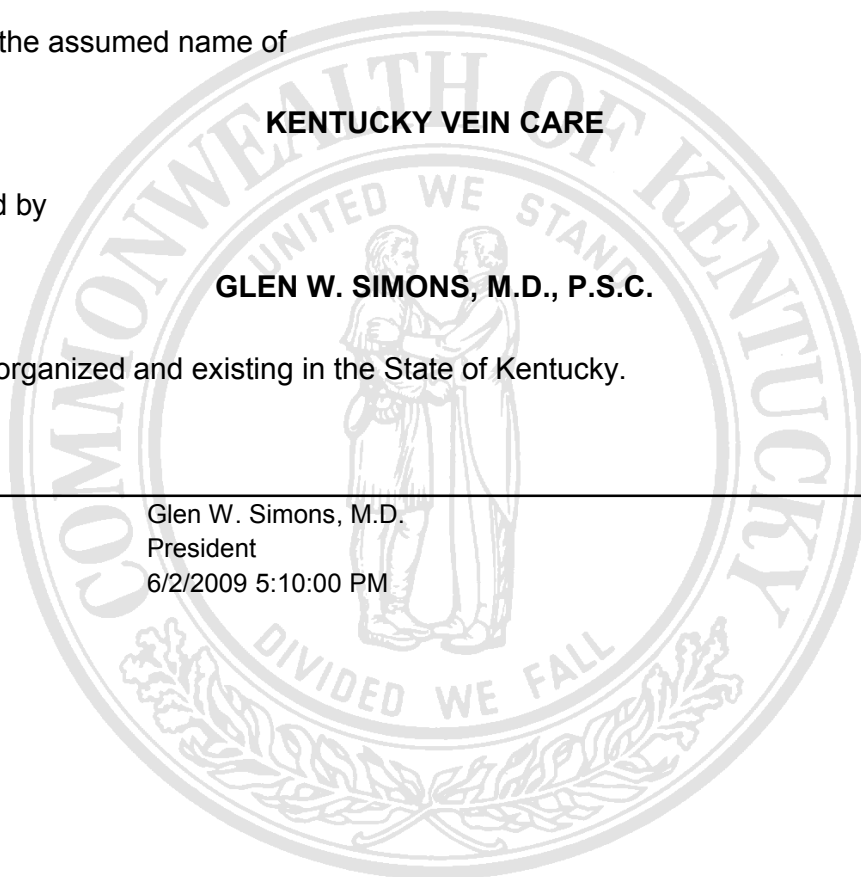 the assumed name of
KENTUCKY VEIN CARE
d by
GLEN W. SIMONS, M.D., P.S.C.
organized and existing in the State of Kentucky.
Glen W. Simons, M.D.
President
6/2/2009 5:10:00 PM
COMMONWEALTH OF KENTUCKY
UNITED WE STAND
DIVIDED WE FALL